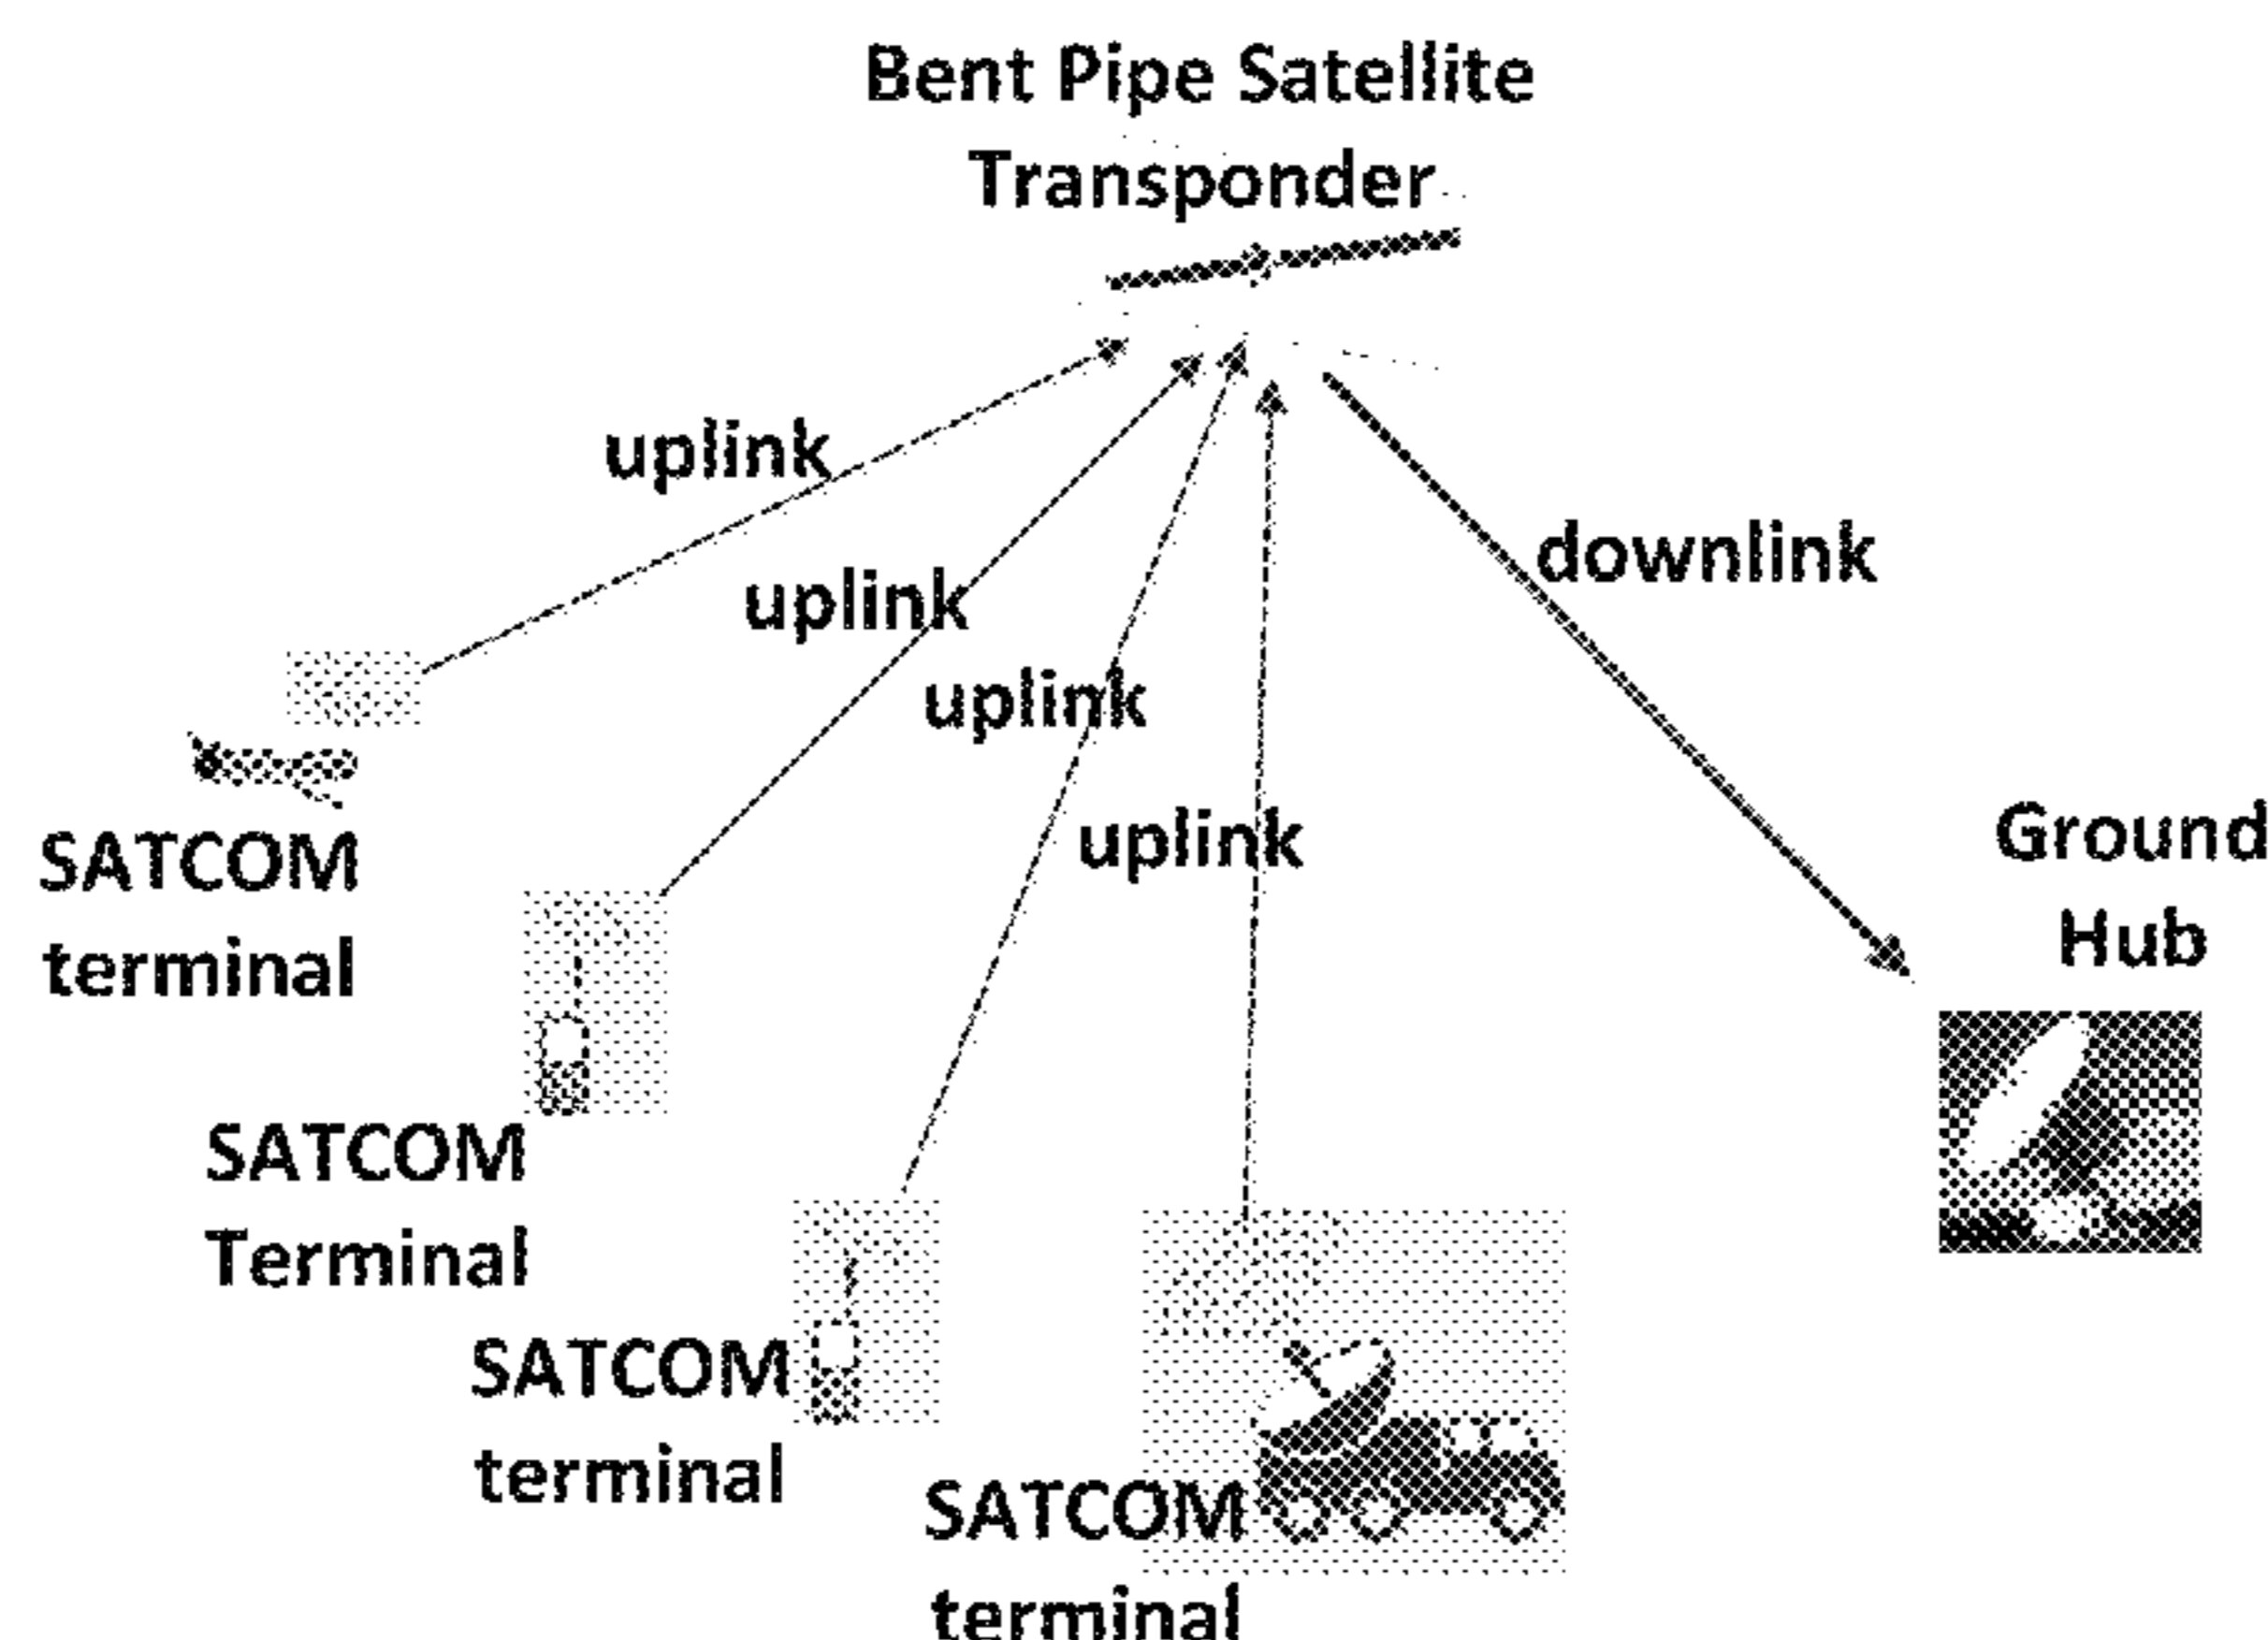 Bent Pipe Satellite
Transponder
uplink
uplink
uplink
uplink
downlink
Ground
Hub
SATCOM
terminal
SATCOM
Terminal
SATCOM
terminal
SATCOM
terminal